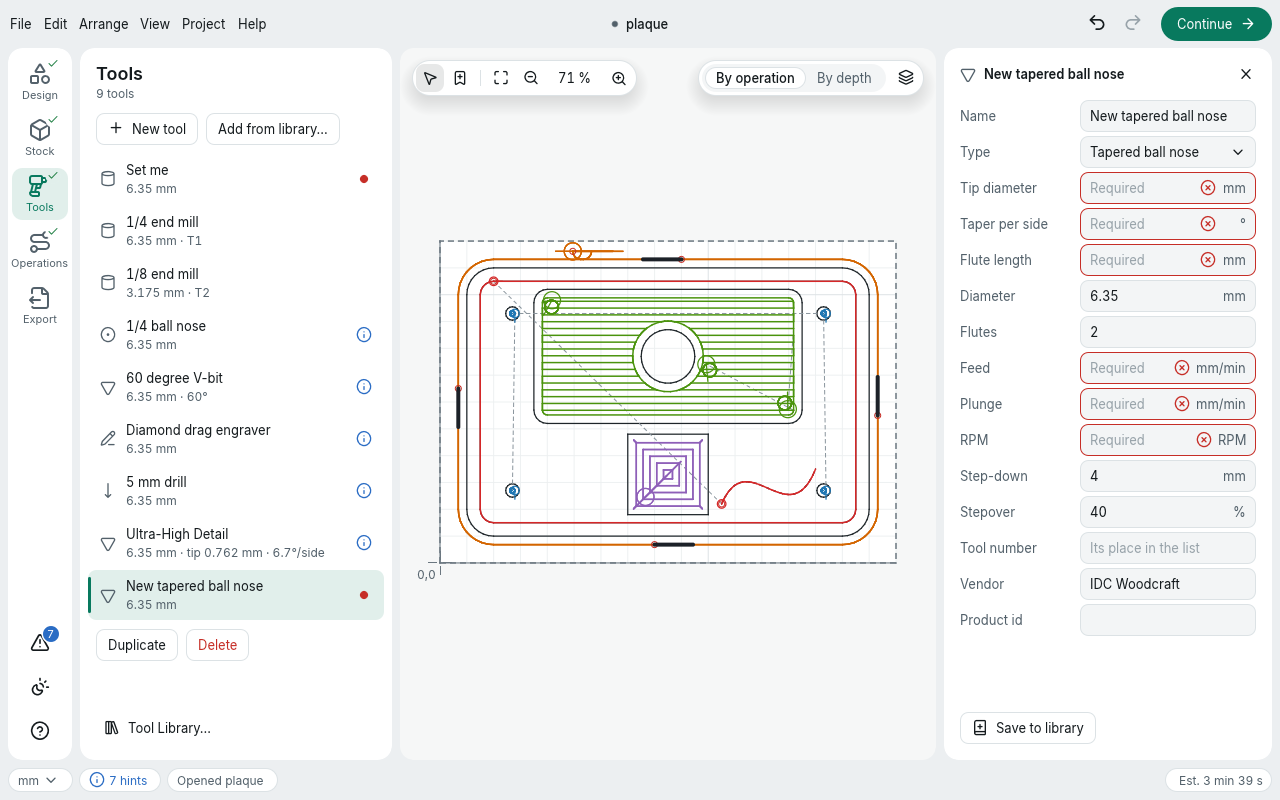 File Edit Arrange View Project Help
plaque
Continue
Design
Stock
Tools
Operations
Export
7
Tools
9 tools
New tool
Add from library...
Set me
6.35 mm
1/4 end mill
6.35 mm · T1
1/8 end mill
3.175 mm · T2
1/4 ball nose
6.35 mm
60 degree V-bit
6.35 mm · 60°
Diamond drag engraver
6.35 mm
5 mm drill
6.35 mm
Ultra-High Detail
6.35 mm · tip 0.762 mm · 6.7°/side
New tapered ball nose
6.35 mm
Duplicate
Delete
Tool Library...
71 %
By operation
By depth
0,0
New tapered ball nose
Name New tapered ball nose
Type Tapered ball nose
Tip diameter Required mm
Taper per side Required °
Flute length Required mm
Diameter 6.35 mm
Flutes 2
Feed Required mm/min
Plunge Required mm/min
RPM Required RPM
Step-down 4 mm
Stepover 40 %
Tool number Its place in the list
Vendor IDC Woodcraft
Product id
Save to library
mm
7 hints
Opened plaque
Est. 3 min 39 s